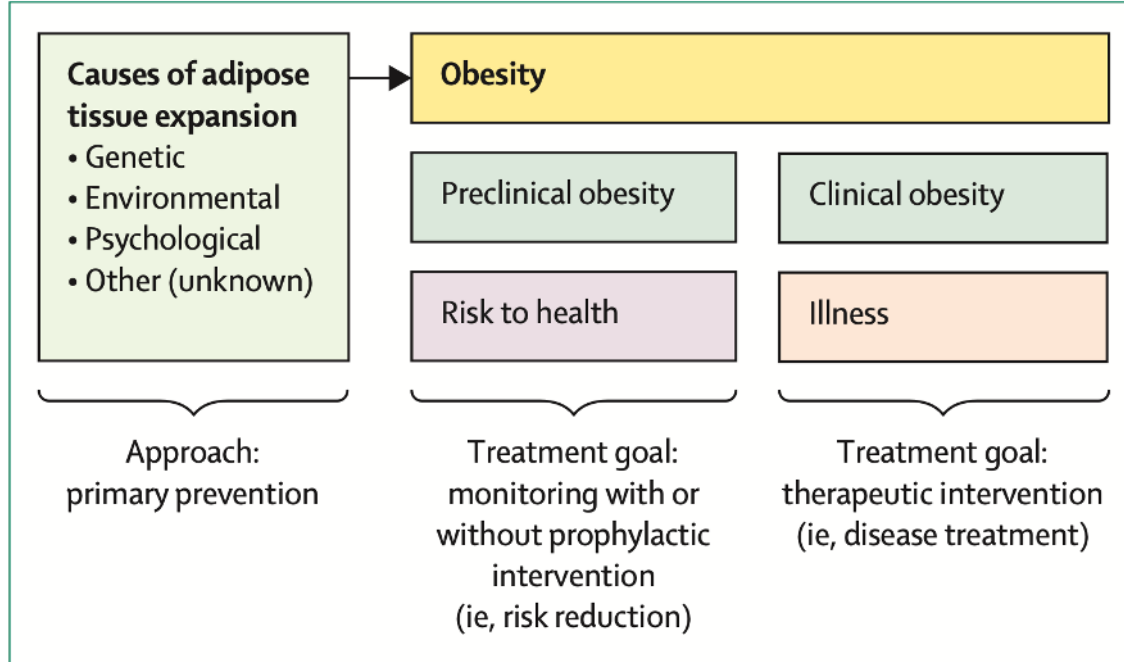 Causes of adipose
tissue expansion
• Genetic
• Environmental
• Psychological
• Other (unknown)
Obesity
Preclinical obesity
Clinical obesity
Risk to health
Illness
Approach:
primary prevention
Treatment goal:
monitoring with or
without prophylactic
intervention
(ie, risk reduction)
Treatment goal:
therapeutic intervention
(ie, disease treatment)